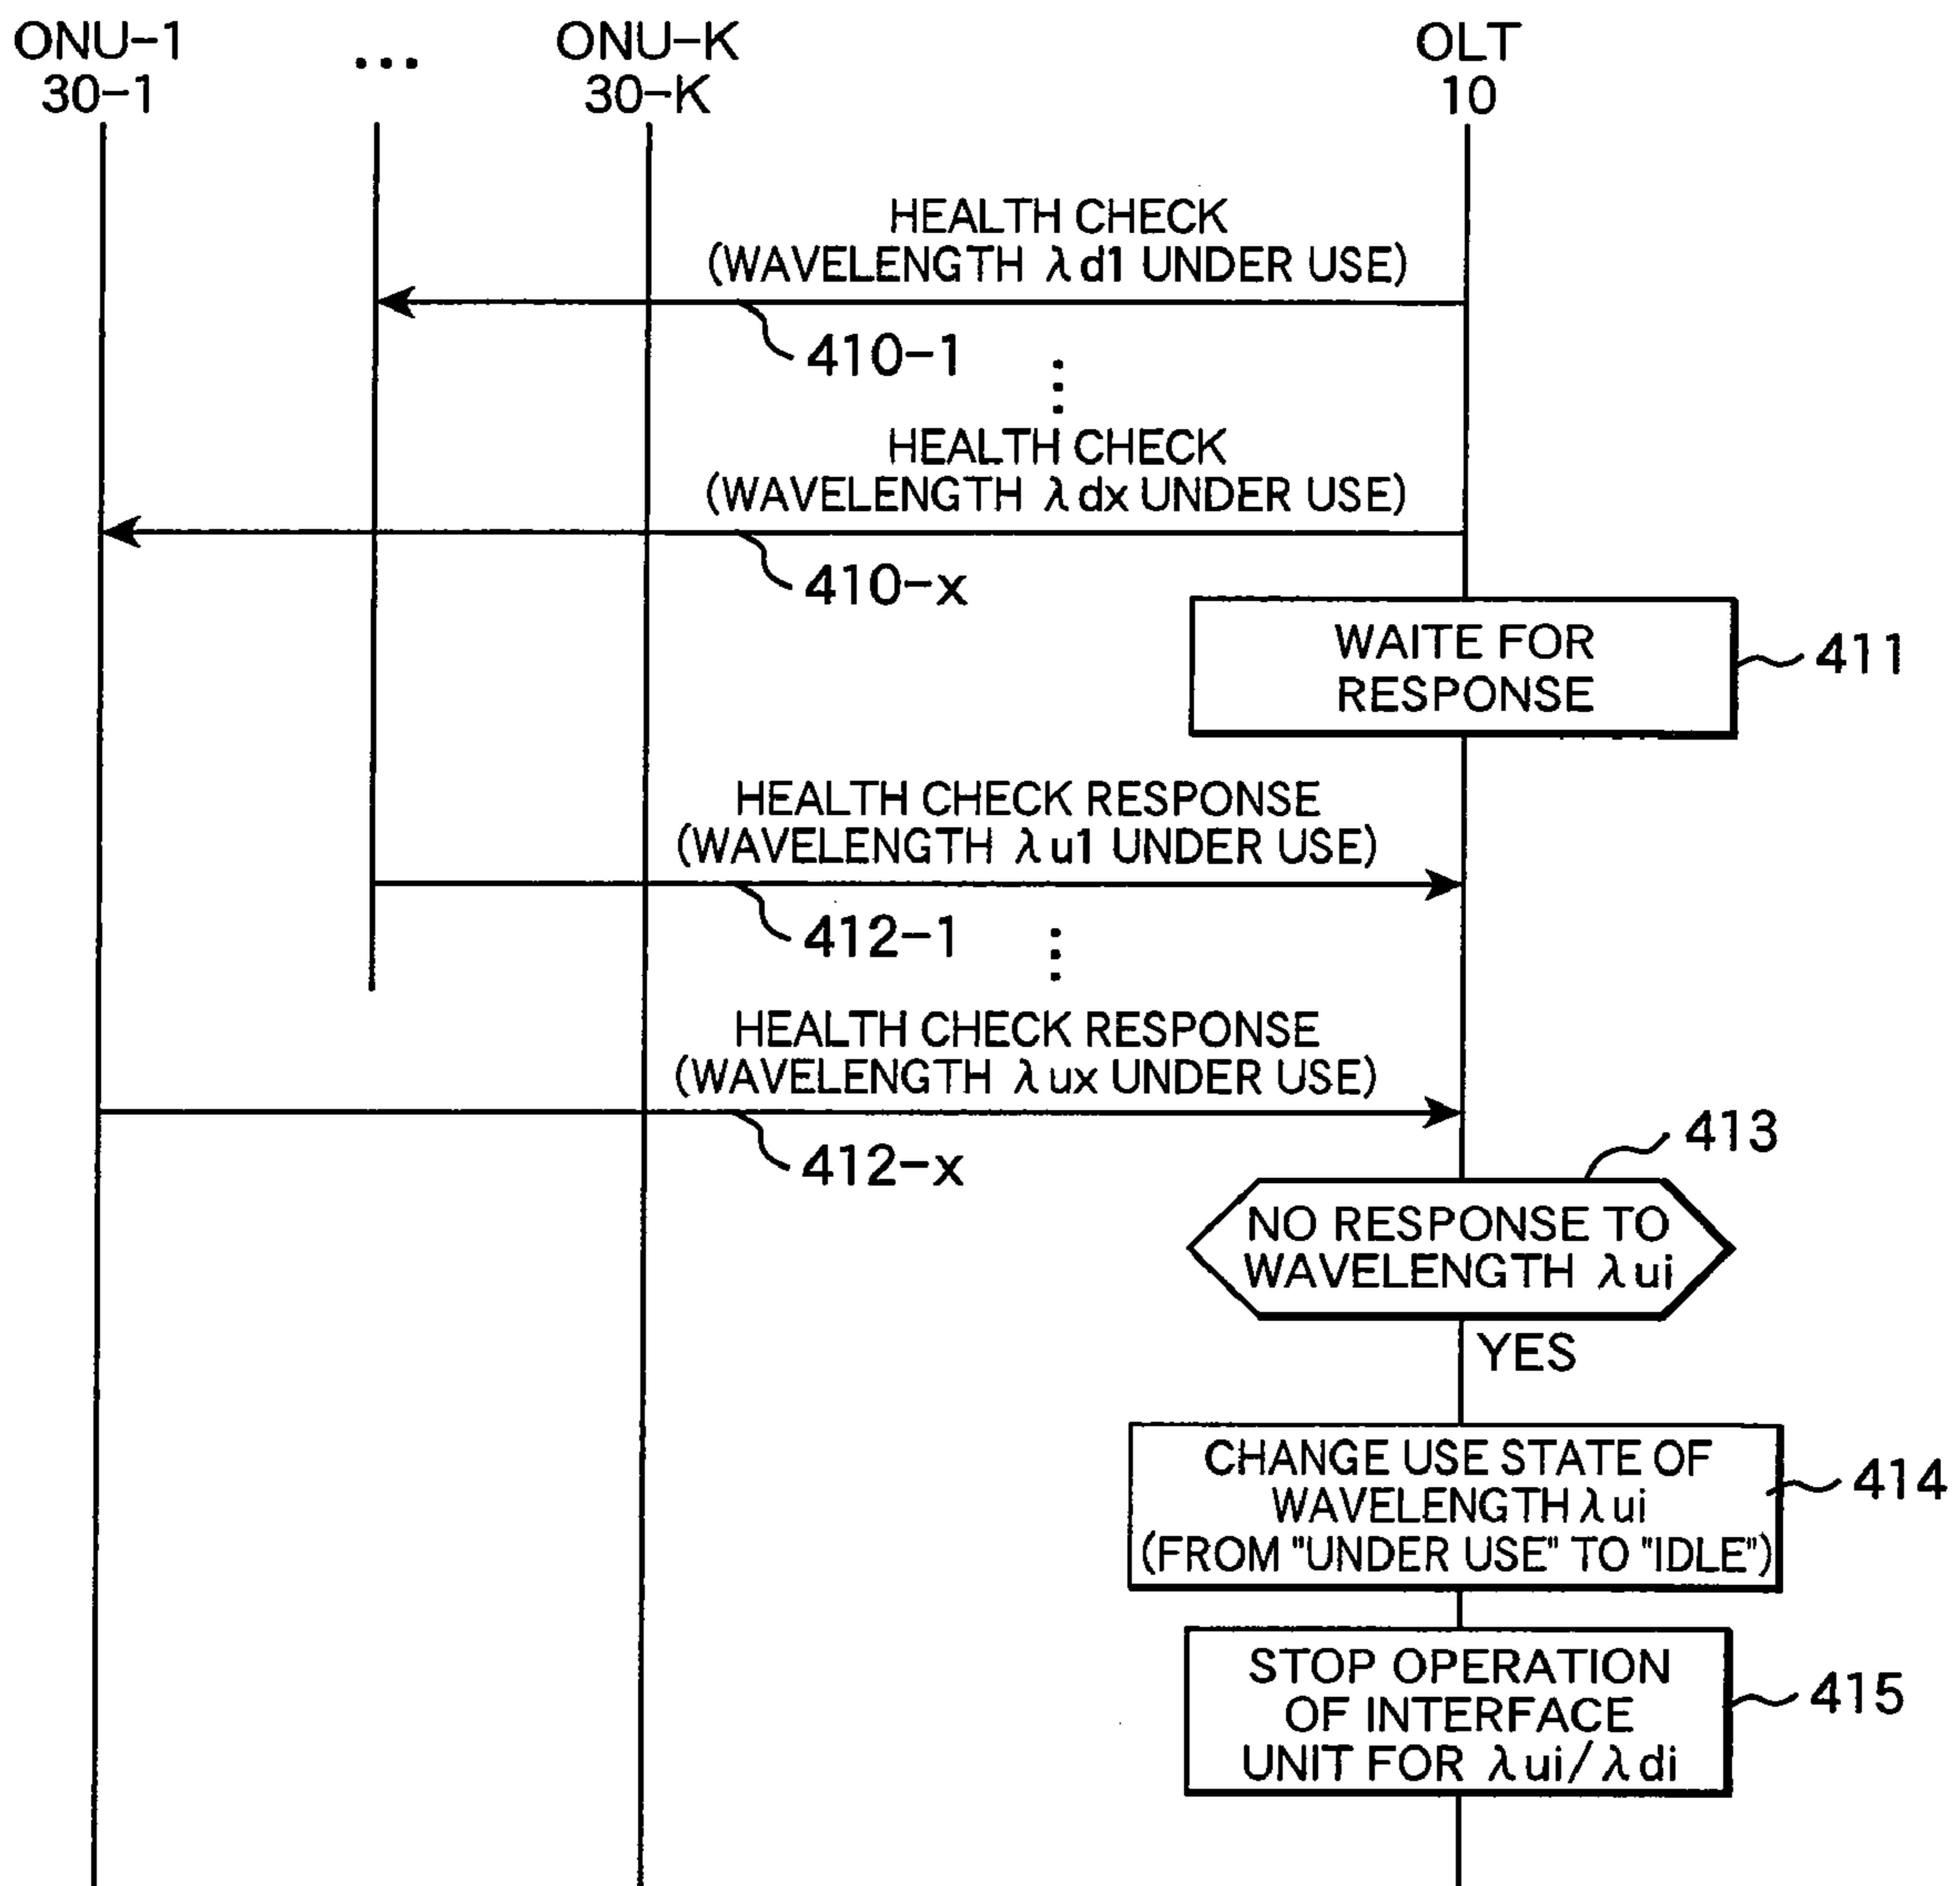 ONU-1
30-1
...
ONU-K
30-K
OLT
10
HEALTH CHECK
(WAVELENGTH λd1 UNDER USE)
410-1
⋮
HEALTH CHECK
(WAVELENGTH λdx UNDER USE)
410-x
WAITE FOR
RESPONSE
411
HEALTH CHECK RESPONSE
(WAVELENGTH λu1 UNDER USE)
412-1
⋮
HEALTH CHECK RESPONSE
(WAVELENGTH λux UNDER USE)
412-x
413
NO RESPONSE TO
WAVELENGTH λui
YES
CHANGE USE STATE OF
WAVELENGTH λui
(FROM "UNDER USE" TO "IDLE")
414
STOP OPERATION
OF INTERFACE
UNIT FOR λui/λdi
415